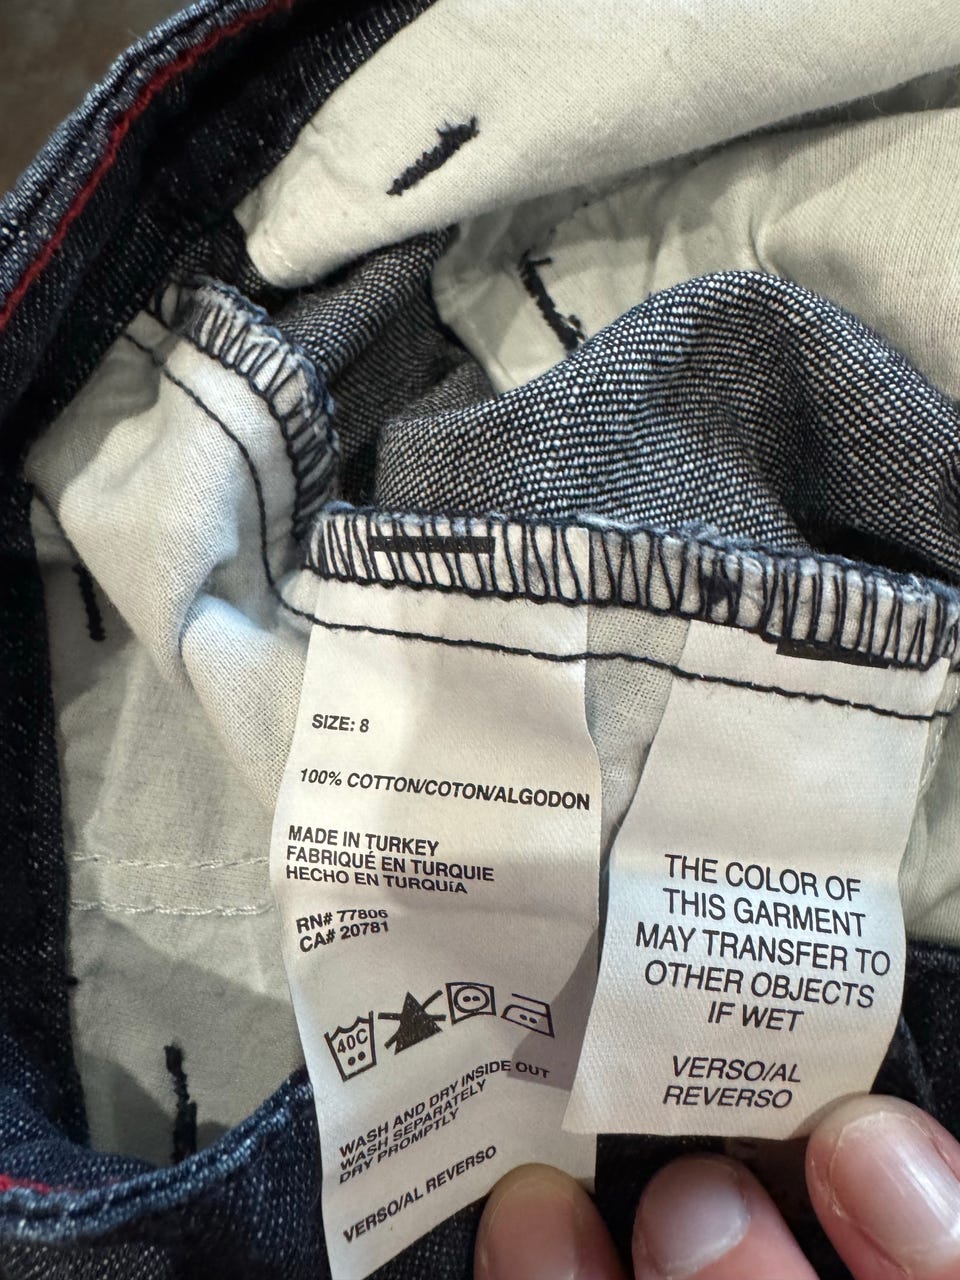 SIZE: 8
100% COTTON/COTON/ALGODON
MADE IN TURKEY
FABRIQUÉ EN TURQUIE
HECHO EN TURQUíA
RN# 77806
CA# 20781
40C
WASH AND DRY INSIDE OUT
WASH SEPARATELY
DRY PROMPTLY
VERSO/AL REVERSO
THE COLOR OF
THIS GARMENT
MAY TRANSFER TO
OTHER OBJECTS
IF WET
VERSO/AL
REVERSO